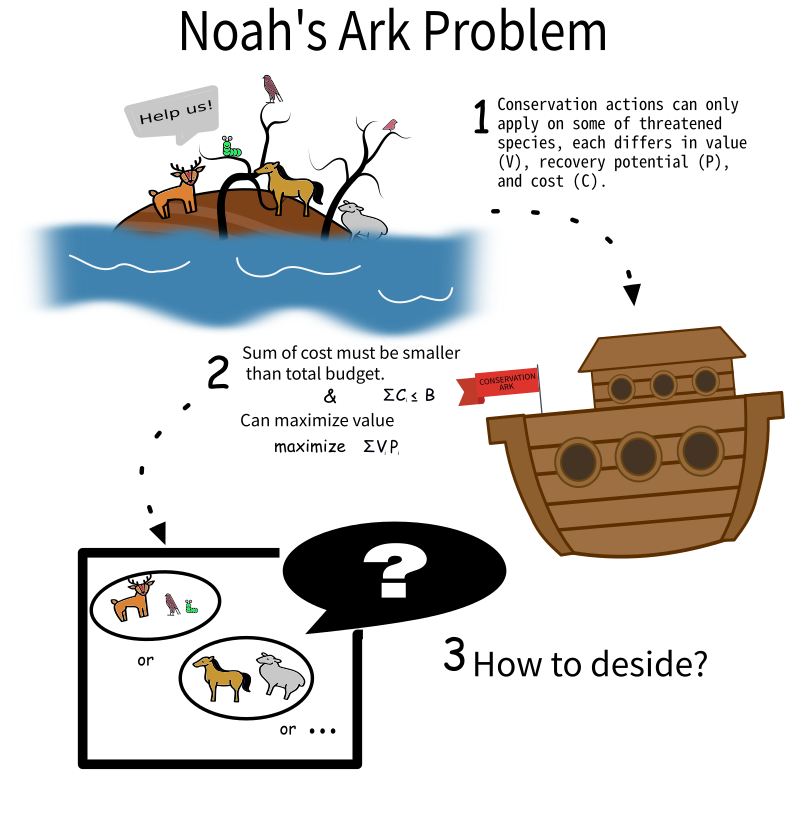 Noah's Ark Problem
Help us!
1
Conservation actions can only
apply on some of threatened
species, each differs in value
(V), recovery potential (P),
and cost (C).
2
Sum of cost must be smaller
than total budget.
& ΣCᵢ ≤ B
Can maximize value
maximize ΣVᵢPᵢ
CONSERVATION
ARK
?
or
or ...
3 How to deside?